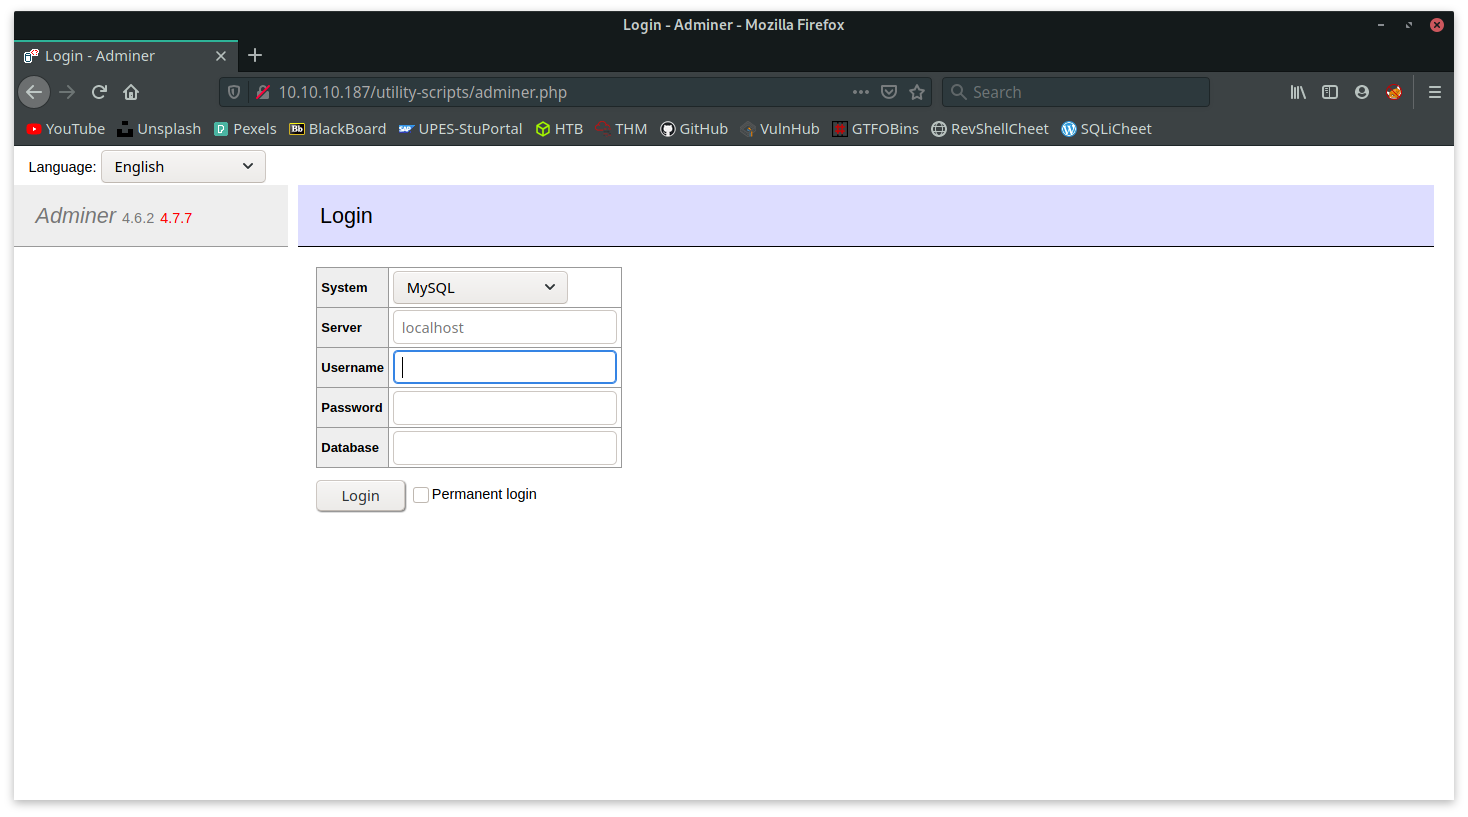 Login - Adminer - Mozilla Firefox
Login - Adminer
10.10.10.187/utility-scripts/adminer.php
Search
YouTube Unsplash Pexels Bb BlackBoard SAP UPES-StuPortal HTB THM GitHub VulnHub GTFOBins RevShellCheet SQLiCheet
Language: English
Adminer 4.6.2 4.7.7
Login
System MySQL
Server localhost
Username
Password
Database
Login Permanent login